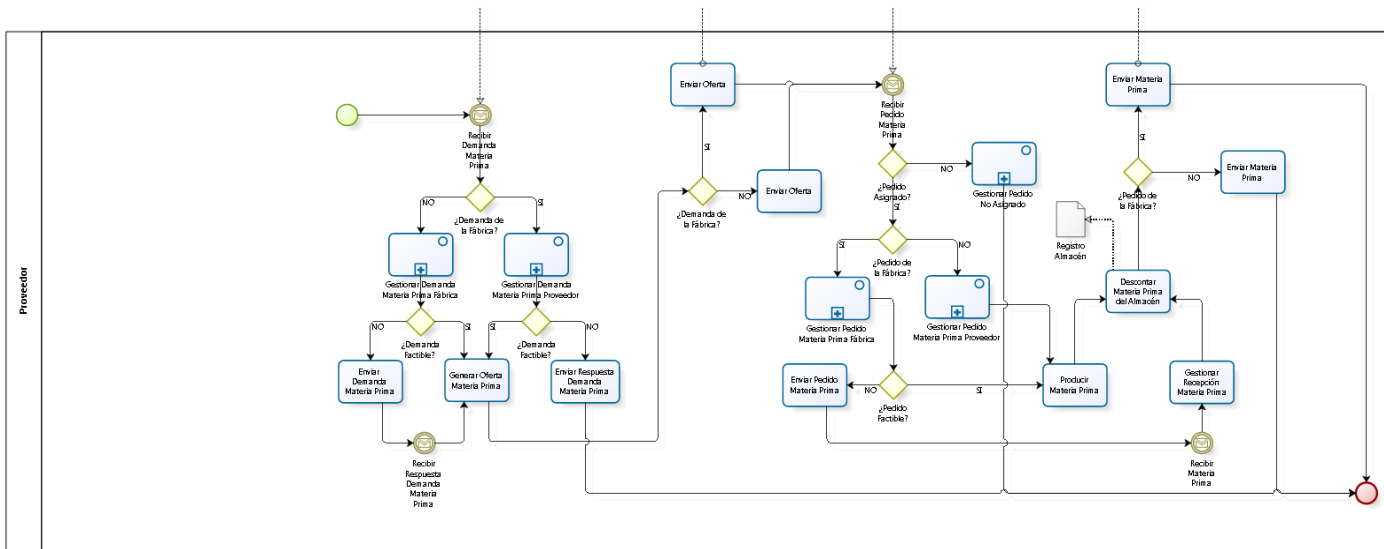 Proveedor
Recibir
Demanda
Materia
Prima
¿Demanda de
la Fábrica?
NO
SI
Gestionar Demanda
Materia Prima Fábrica
Gestionar Demanda
Materia Prima Proveedor
NO
¿Demanda
Factible?
SI
SI
¿Demanda
Factible?
NO
Enviar
Demanda
Materia Prima
Generar Oferta
Materia Prima
Enviar Respuesta
Demanda
Materia Prima
Recibir
Respuesta
Demanda
Materia
Prima
Enviar Oferta
SI
¿Demanda de
la Fábrica?
NO
Enviar Oferta
Recibir
Pedido
Materia
Prima
¿Pedido
Asignado?
NO
SI
Gestionar Pedido
No Asignado
SI
¿Pedido de
la Fábrica?
NO
Gestionar Pedido
Materia Prima Fábrica
Gestionar Pedido
Materia Prima Proveedor
Enviar Pedido
Materia Prima
NO
¿Pedido
Factible?
SI
Producir
Materia Prima
Recibir
Materia
Prima
Gestionar
Recepción
Materia Prima
Descontar
Materia Prima
del Almacén
Registro
Almacén
¿Pedido de
la Fábrica?
SI
NO
Enviar Materia
Prima
Enviar Materia
Prima